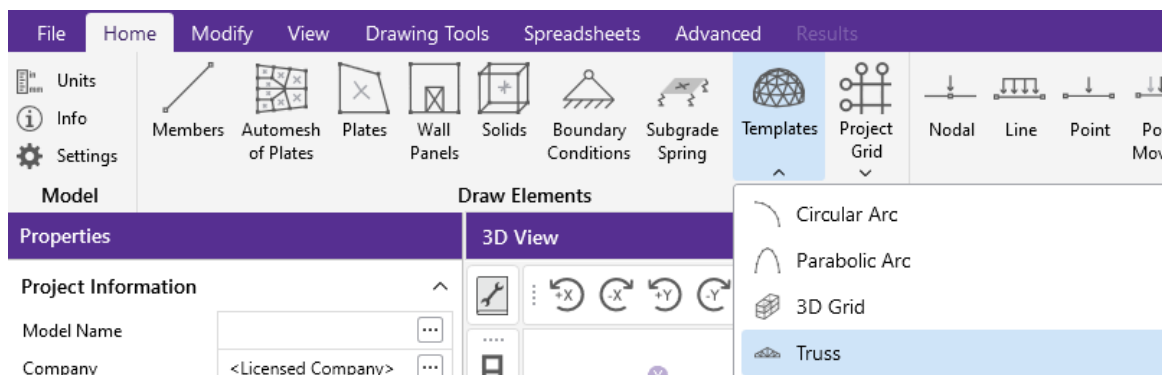 File Home Modify View Drawing Tools Spreadsheets Advanced Results
Units
Info
Settings
Model
Members Automesh of Plates Plates Wall Panels Solids Boundary Conditions Subgrade Spring Templates Project Grid Nodal Line Point
Draw Elements
Circular Arc
Parabolic Arc
3D Grid
Truss
Properties
Project Information
Model Name
Company <Licensed Company>
3D View
+X -X +Y -Y